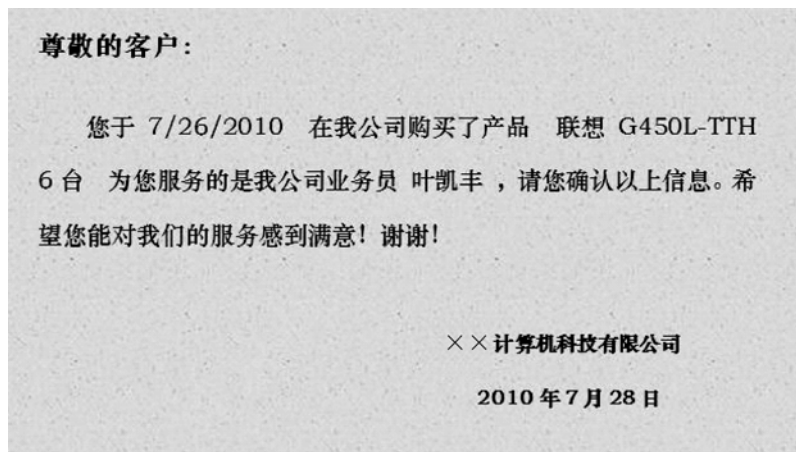 尊敬的客户:
您于 7/26/2010 在我公司购买了产品 联想 G450L-TTH
6 台 为您服务的是我公司业务员 叶凯丰 ，请您确认以上信息。希
望您能对我们的服务感到满意！谢谢！
××计算机科技有限公司
2010 年 7 月 28 日